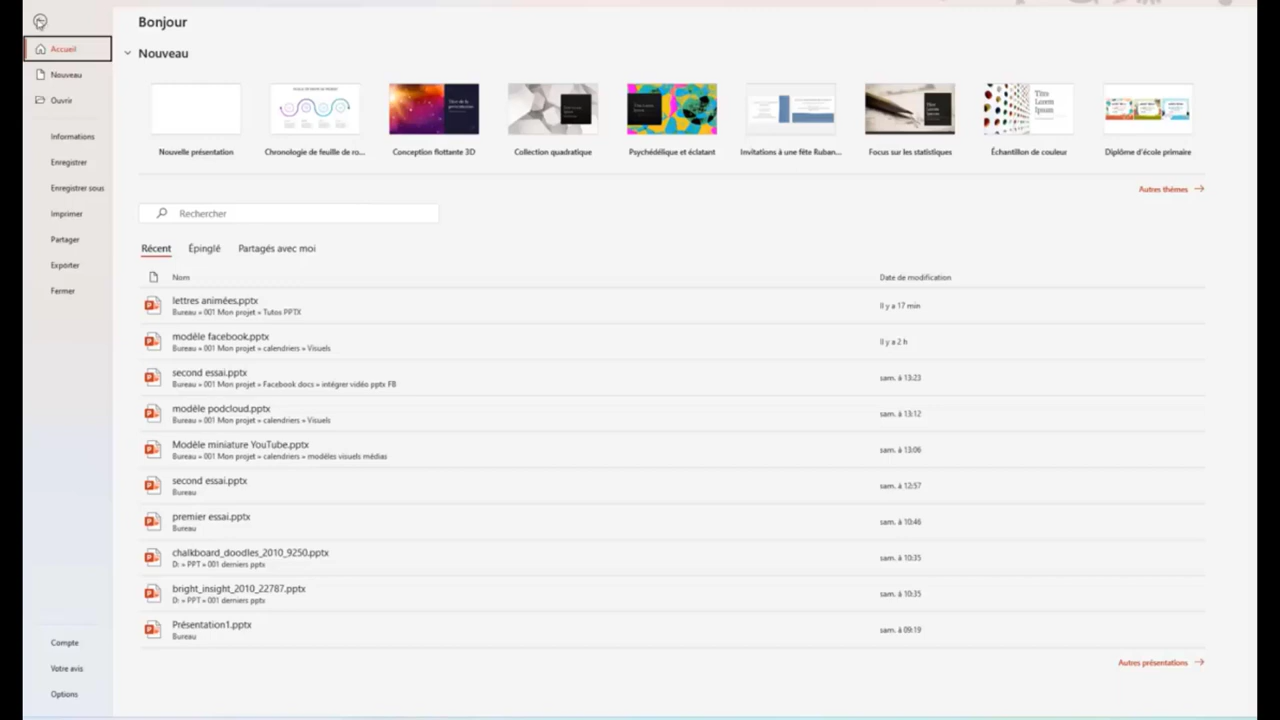 Bonjour
Accueil
Nouveau
Ouvrir
Informations
Enregistrer
Enregistrer sous
Imprimer
Partager
Exporter
Fermer
Compte
Votre avis
Options
Nouveau
Nouvelle présentation
Chronologie de feuille de ro...
Conception flottante 3D
Collection quadratique
Psychédélique et éclatant
Invitations à une fête Ruban...
Focus sur les statistiques
Échantillon de couleur
Diplôme d'école primaire
Titre
Lorem
Ipsum
Autres thèmes
Rechercher
Récent Épinglé Partagés avec moi
Nom Date de modification
lettres animées.pptx
Bureau » 001 Mon projet » Tutos PPTX
Il y a 17 min
modèle facebook.pptx
Bureau » 001 Mon projet » calendriers » Visuels
Il y a 2 h
second essai.pptx
Bureau » 001 Mon projet » Facebook docs » intégrer vidéo pptx FB
sam. à 13:23
modèle podcloud.pptx
Bureau » 001 Mon projet » calendriers » Visuels
sam. à 13:12
Modèle miniature YouTube.pptx
Bureau » 001 Mon projet » calendriers » modèles visuels médias
sam. à 13:06
second essai.pptx
Bureau
sam. à 12:57
premier essai.pptx
Bureau
sam. à 10:46
chalkboard_doodles_2010_9250.pptx
D: » PPT » 001 derniers pptx
sam. à 10:35
bright_insight_2010_22787.pptx
D: » PPT » 001 derniers pptx
sam. à 10:35
Présentation1.pptx
Bureau
sam. à 09:19
Autres présentations